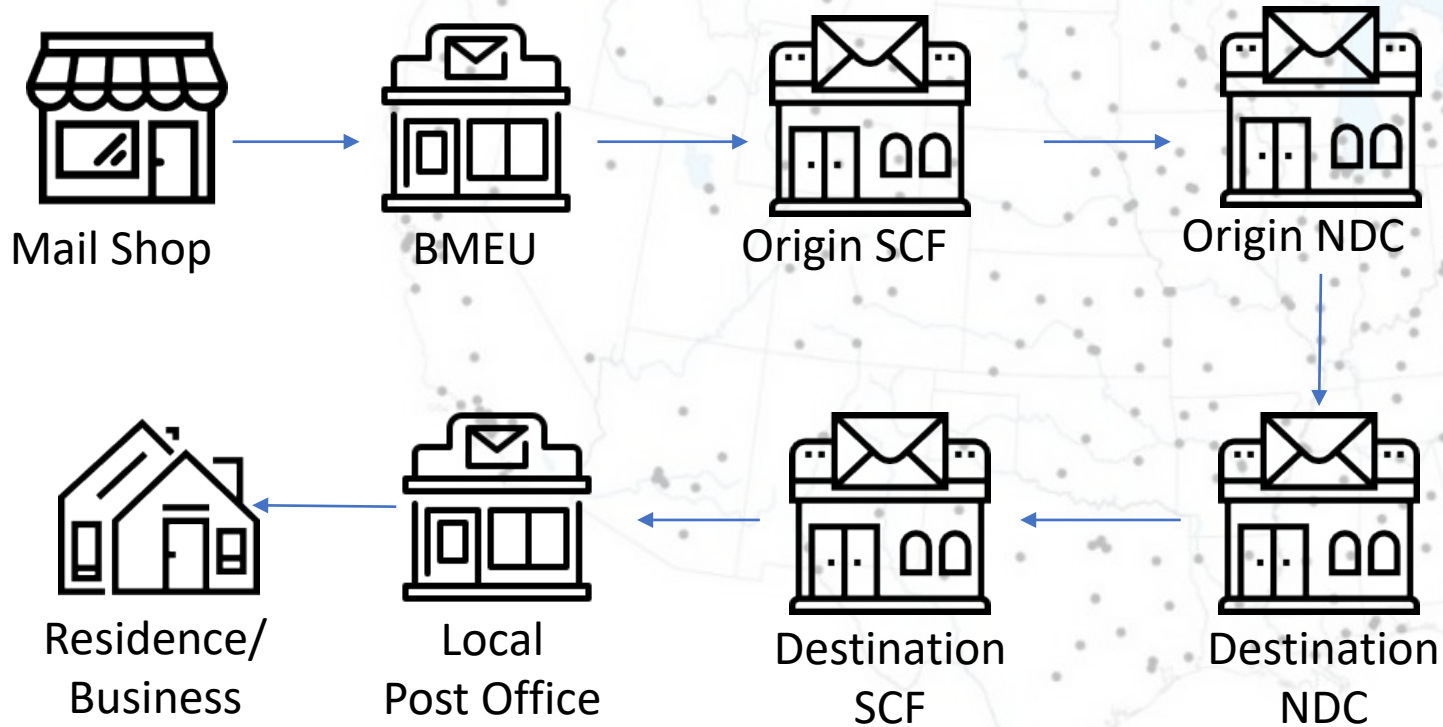 Mail Shop
BMEU
Origin SCF
Origin NDC
Residence/
Business
Local
Post Office
Destination
SCF
Destination
NDC